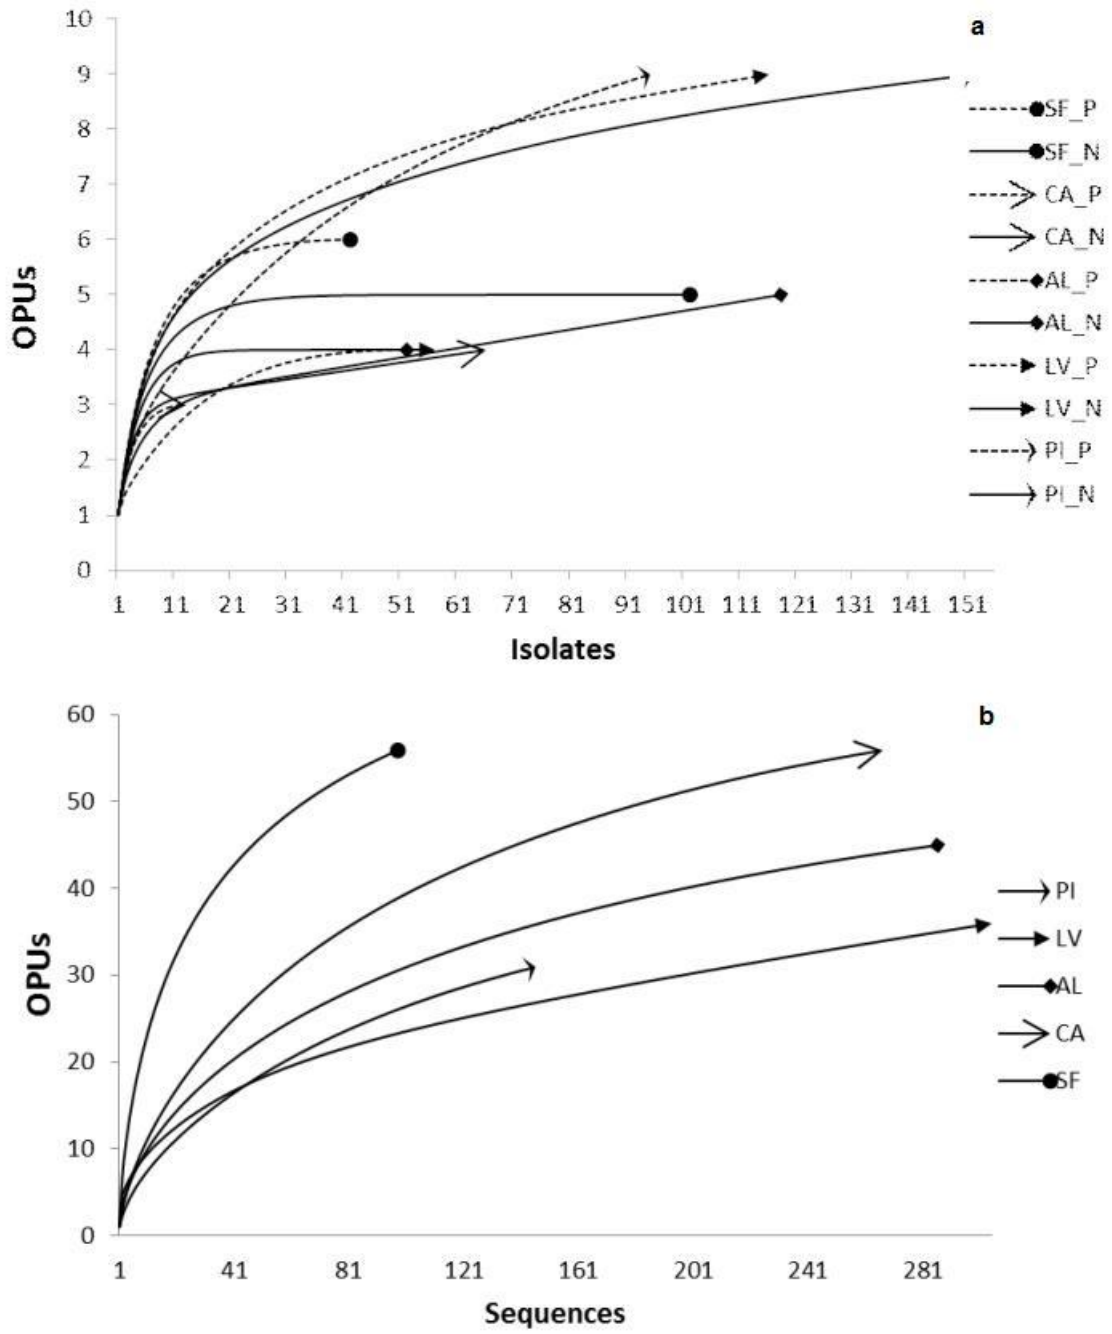 a
10
9
8
7
6
5
4
3
2
1
0
OPUs
1 11 21 31 41 51 61 71 81 91 101 111 121 131 141 151
Isolates
SF_P
SF_N
CA_P
CA_N
AL_P
AL_N
LV_P
LV_N
PI_P
PI_N
b
60
50
40
30
20
10
0
OPUs
1 41 81 121 161 201 241 281
Sequences
PI
LV
AL
CA
SF